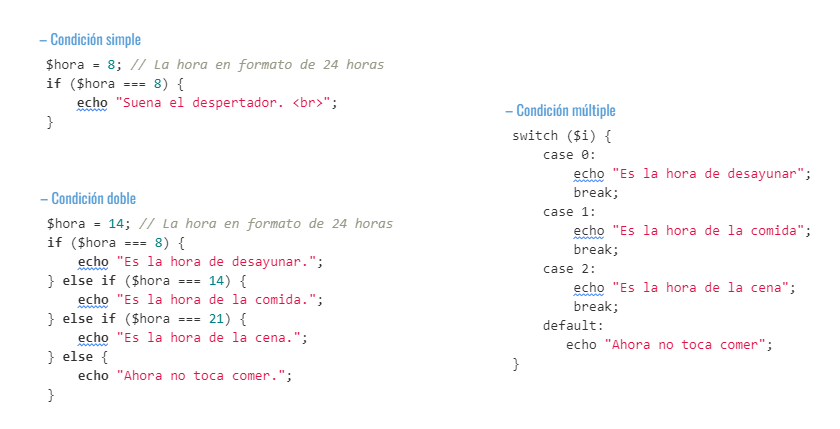 – Condición simple
$hora = 8; // La hora en formato de 24 horas
if ($hora === 8) {
    echo "Suena el despertador. <br>";
}
– Condición doble
$hora = 14; // La hora en formato de 24 horas
if ($hora === 8) {
    echo "Es la hora de desayunar.";
} else if ($hora === 14) {
    echo "Es la hora de la comida.";
} else if ($hora === 21) {
    echo "Es la hora de la cena.";
} else {
    echo "Ahora no toca comer.";
}
– Condición múltiple
switch ($i) {
    case 0:
        echo "Es la hora de desayunar";
        break;
    case 1:
        echo "Es la hora de la comida";
        break;
    case 2:
        echo "Es la hora de la cena";
        break;
    default:
       echo "Ahora no toca comer";
}